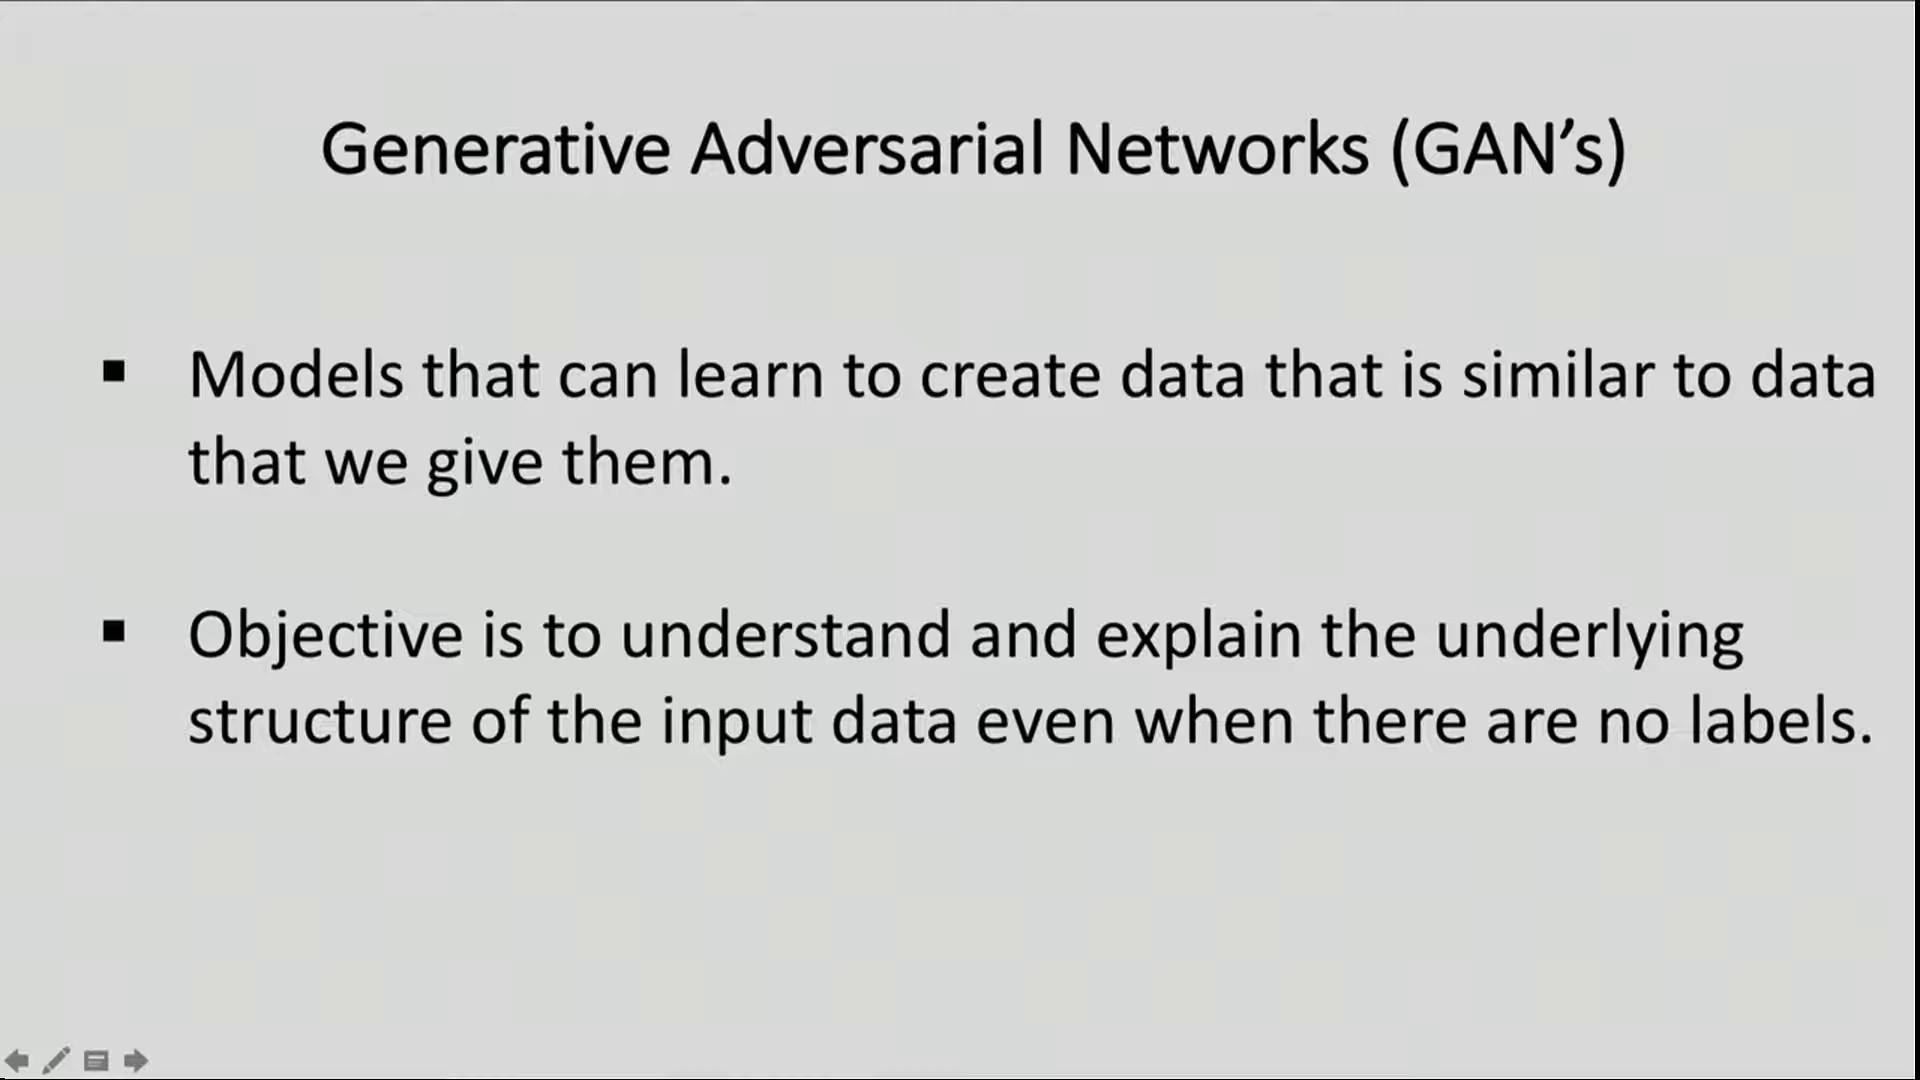 Generative Adversarial Networks (GAN’s)
▪ Models that can learn to create data that is similar to data
that we give them.
▪ Objective is to understand and explain the underlying
structure of the input data even when there are no labels.